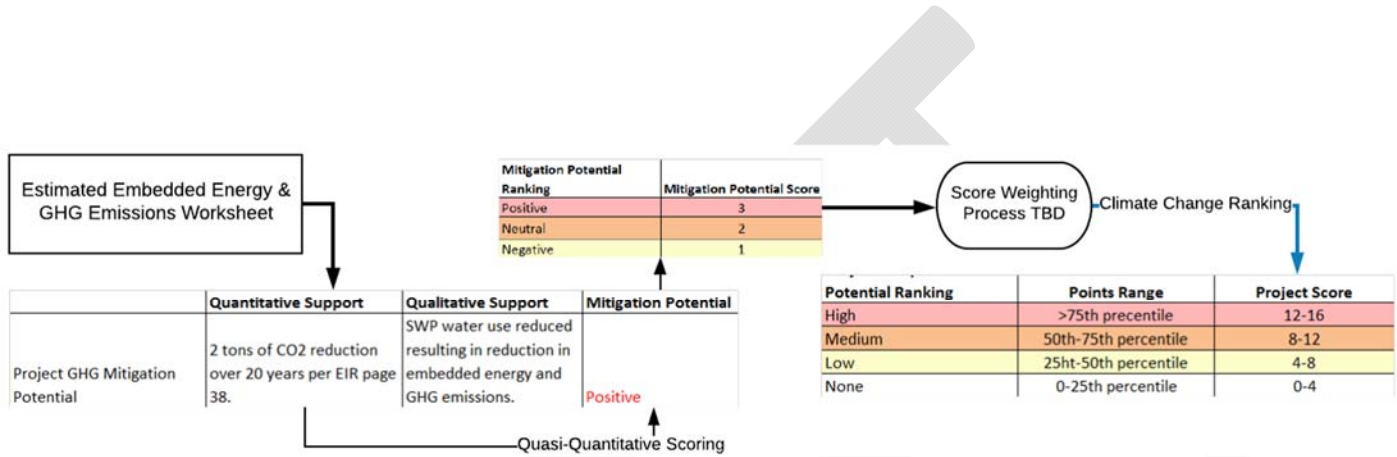 Estimated Embedded Energy &
GHG Emissions Worksheet
Mitigation Potential
Ranking
Mitigation Potential Score
Positive 3
Neutral 2
Negative 1
Score Weighting
Process TBD
Climate Change Ranking
Quantitative Support Qualitative Support Mitigation Potential
Project GHG Mitigation
Potential
2 tons of CO2 reduction
over 20 years per EIR page
38.
SWP water use reduced
resulting in reduction in
embedded energy and
GHG emissions.
Positive
Quasi-Quantitative Scoring
Potential Ranking Points Range Project Score
High >75th precentile 12-16
Medium 50th-75th percentile 8-12
Low 25ht-50th percentile 4-8
None 0-25th percentile 0-4